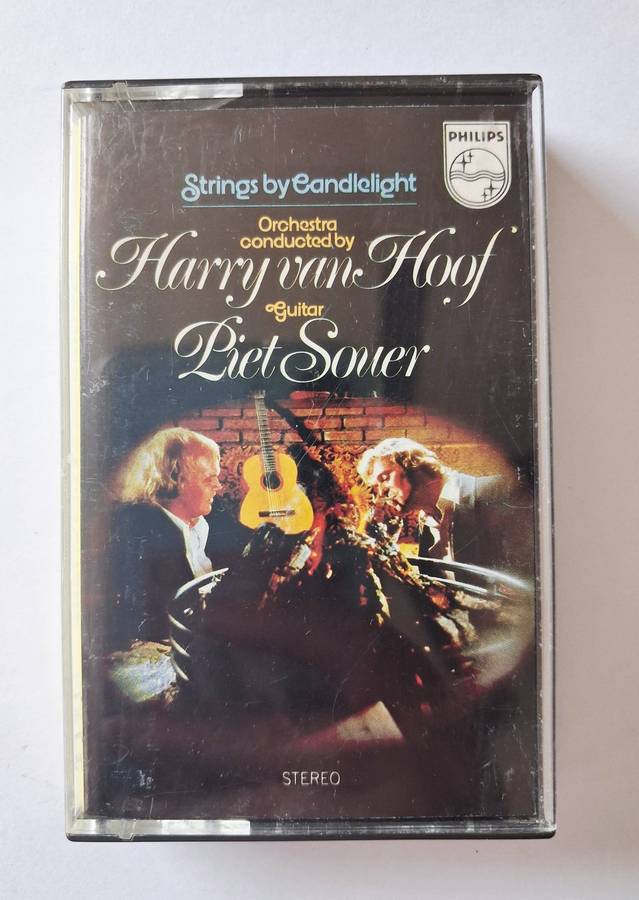 PHILIPS
Strings by Candlelight
Orchestra
conducted by
Harry van Hoof
Guitar
Piet Souer
STEREO